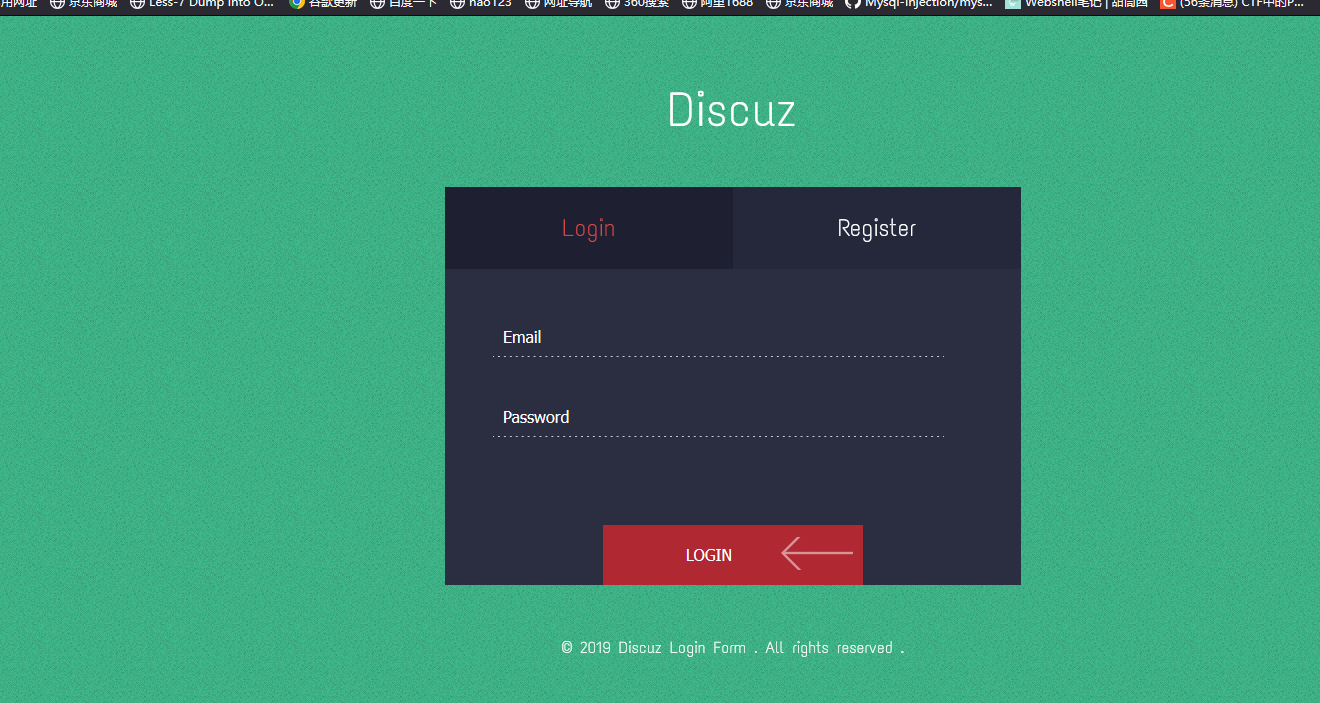 用网址 京东商城 Less-7 Dump into O... 谷歌更新 百度一下 hao123 网址导航 360搜索 阿里1688 京东商城 Mysql-Injection/mys... Webshell笔记 | 甜筒酱 (56条消息) CTF中的P...
Discuz
Login Register
Email
Password
LOGIN
© 2019 Discuz Login Form . All rights reserved .